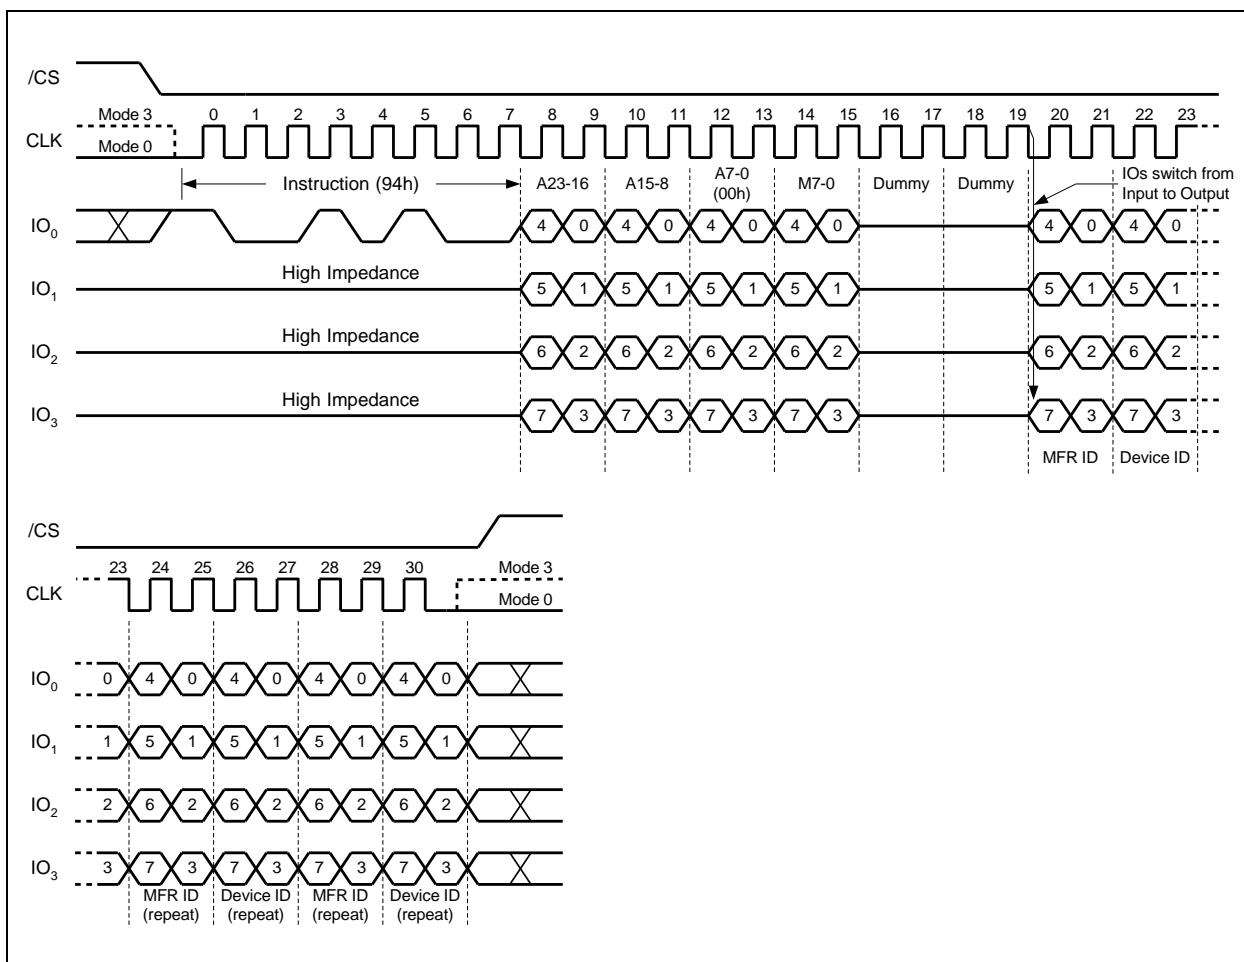 /CS
Mode 3 0 1 2 3 4 5 6 7 8 9 10 11 12 13 14 15 16 17 18 19 20 21 22 23
CLK
Mode 0
Instruction (94h) A23-16 A15-8 A7-0 M7-0 Dummy Dummy IOs switch from
(00h) Input to Output
IO0 4 0 4 0 4 0 4 0 4 0 4 0
High Impedance
IO1 5 1 5 1 5 1 5 1 5 1 5 1
High Impedance
IO2 6 2 6 2 6 2 6 2 6 2 6 2
High Impedance
IO3 7 3 7 3 7 3 7 3 7 3 7 3
MFR ID Device ID
/CS
23 24 25 26 27 28 29 30 Mode 3
CLK
Mode 0
IO0 0 4 0 4 0 4 0 4 0
IO1 1 5 1 5 1 5 1 5 1
IO2 2 6 2 6 2 6 2 6 2
IO3 3 7 3 7 3 7 3 7 3
MFR ID Device ID MFR ID Device ID
(repeat) (repeat) (repeat) (repeat)